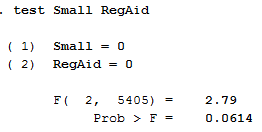 . test Small RegAid
( 1) Small = 0
( 2) RegAid = 0
F( 2, 5405) = 2.79
Prob > F = 0.0614